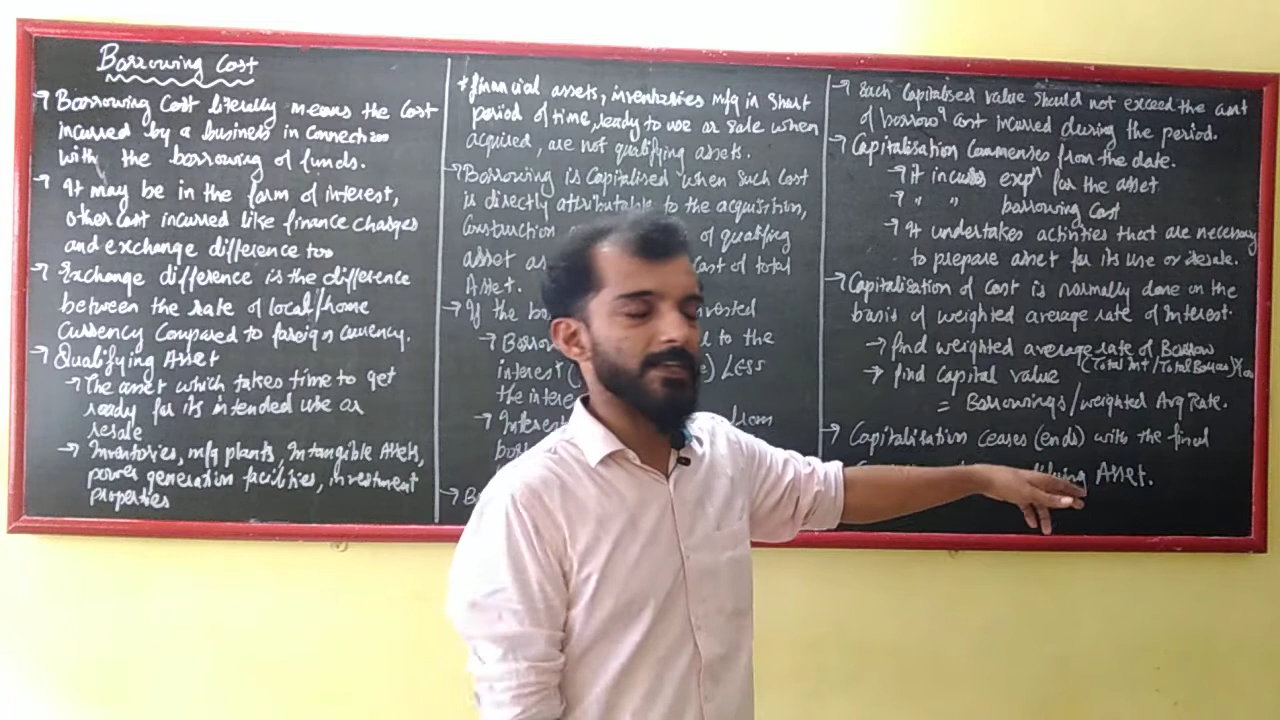 Borrowing Cost
→ Borrowing Cost literally means the Cost
incurred by a business in Connection
with the borrowing of funds.
→ It may be in the form of interest,
other Cost incurred like finance charges
and exchange difference too
→ Exchange difference is the difference
between the rate of local/home
Currency Compared to foreign currency.
→ Qualifying Asset
→ The asset which takes time to get
ready for its intended use or
resale
→ Inventories, mfg plants, Intangible Assets,
power generation facilities, investment
properties
* financial assets, inventories mfg in short
period of time, ready to use or sale when
acquired, are not qualifying assets.
→ Borrowing is Capitalised when such Cost
is directly attributable to the acquisition,
Construction of qualifying
asset as Cost of total
Asset.
→ If the
→ to the
interest LESS
the
→ from
→
→ Such Capitalised value should not exceed the amt
of borrowg cost incurred during the period.
→ Capitalisation Commenses from the date.
→ It incurs expn for the asset
→ " " borrowing Cost
→ It undertakes activities that are necessary
to prepare asset for its use or resale.
→ Capitalisation of Cost is normally done on the
basis of weighted average rate of Interest.
→ find weighted average rate of Borrow
(Total Int/Total Borrow)
→ find Capital value
= Borrowings/weighted Avg Rate.
→ Capitalisation Ceases (ends) with the final
Asset.